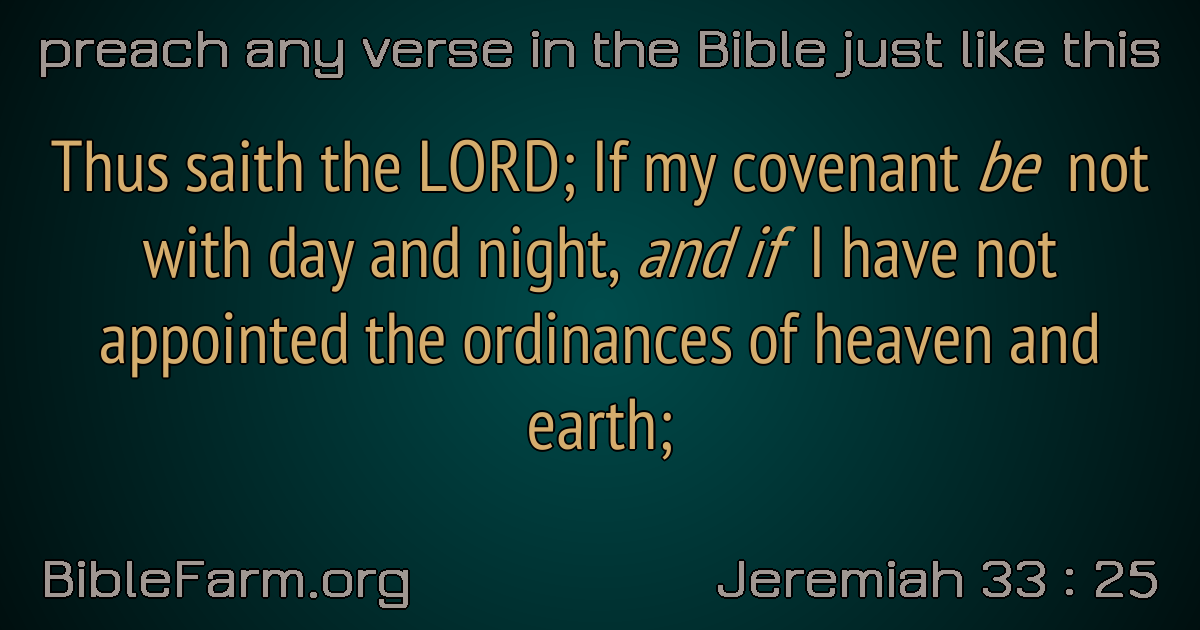 preach any verse in the Bible just like this
Thus saith the LORD; If my covenant be not
with day and night, and if I have not
appointed the ordinances of heaven and
earth;
BibleFarm.org
Jeremiah 33 : 25